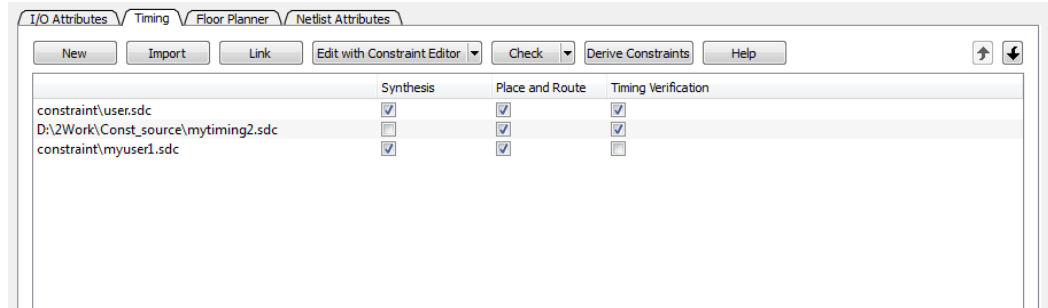 I/O Attributes Timing Floor Planner Netlist Attributes
New Import Link Edit with Constraint Editor Check Derive Constraints Help
Synthesis Place and Route Timing Verification
constraint\user.sdc
D:\2Work\Const_source\mytiming2.sdc
constraint\myuser1.sdc